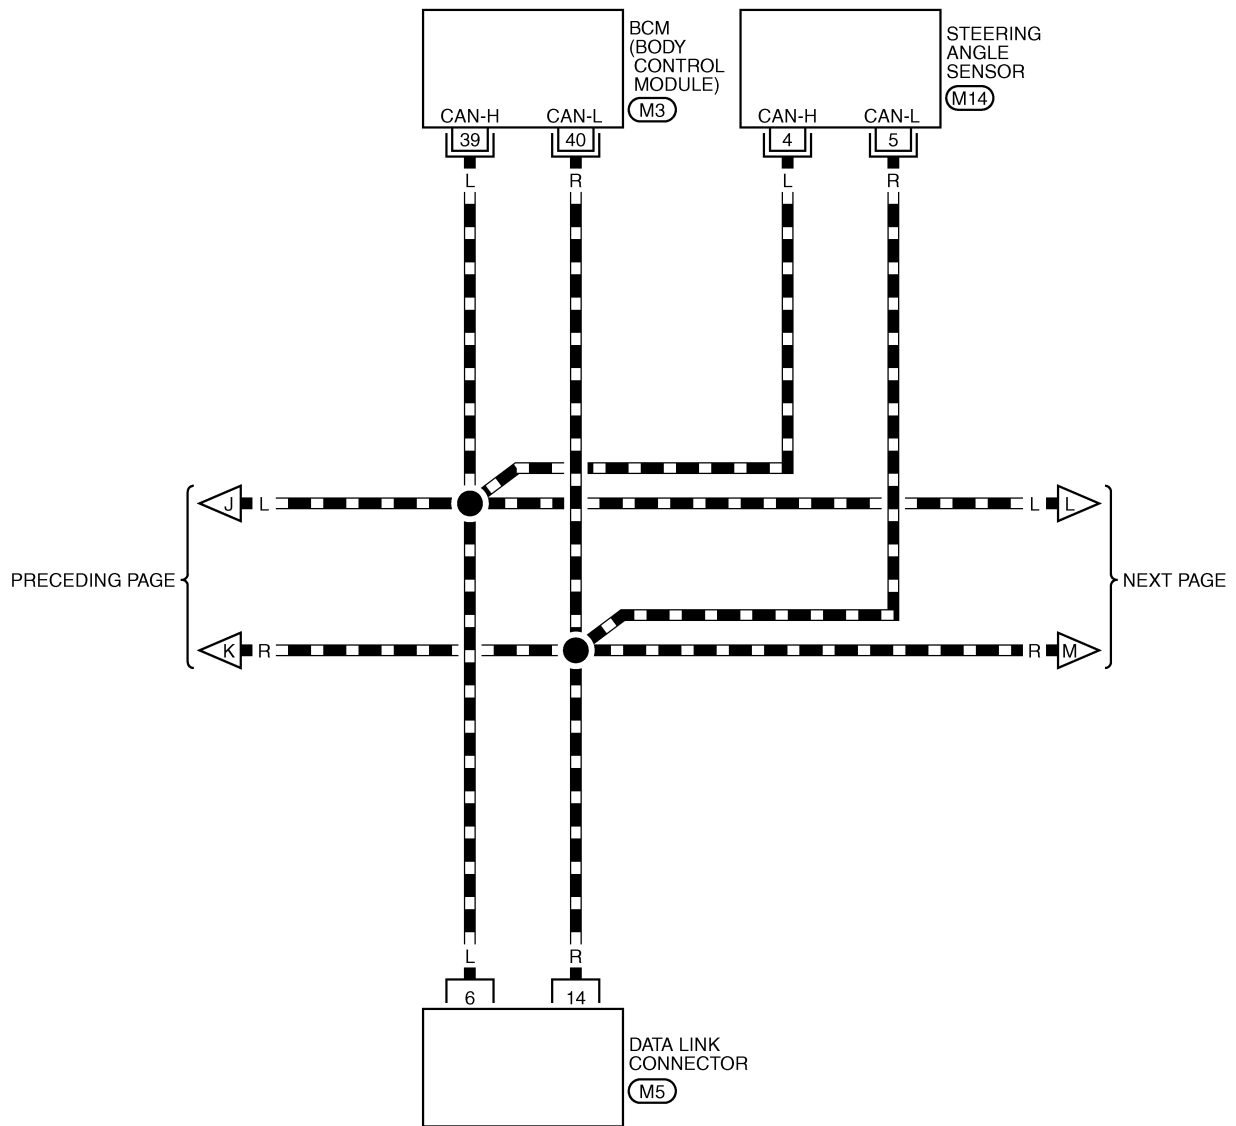 BCM
(BODY
CONTROL
MODULE)
M3
STEERING
ANGLE
SENSOR
M14
CAN-H CAN-L
CAN-H CAN-L
39 40
4 5
L R L R
J L
L L
PRECEDING PAGE
NEXT PAGE
K R
R M
L R
6 14
DATA LINK
CONNECTOR
M5